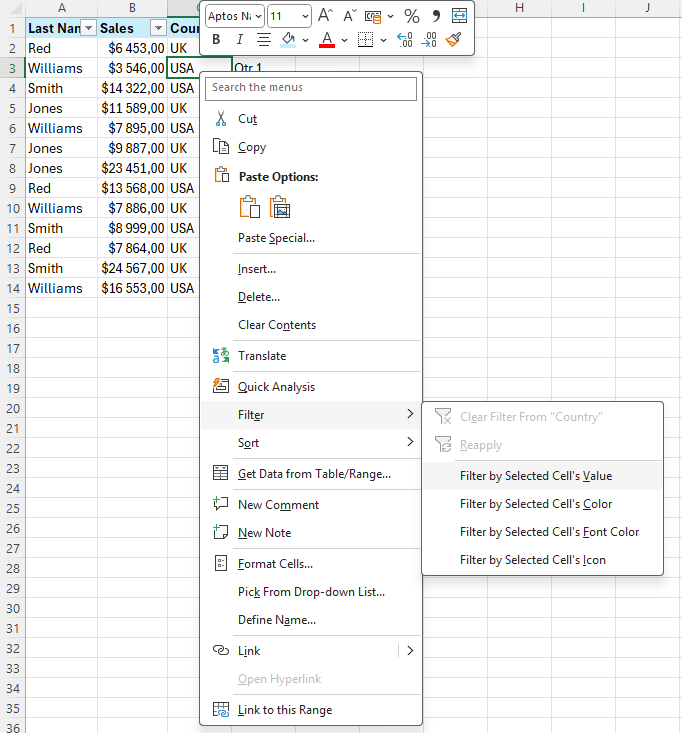 Aptos Na 11 A A % 9
B I A .00 .00
A B C H I J
1 Last Nan Sales Coun
2 Red $6 453,00 UK
3 Williams $3 546,00 USA Qtr 1
4 Smith $14 322,00 USA
5 Jones $11 589,00 UK
6 Williams $7 895,00 USA
7 Jones $9 887,00 UK
8 Jones $23 451,00 UK
9 Red $13 568,00 USA
10 Williams $7 886,00 UK
11 Smith $8 999,00 USA
12 Red $7 864,00 UK
13 Smith $24 567,00 UK
14 Williams $16 553,00 USA
15
16
17
18
19
20
21
22
23
24
25
26
27
28
29
30
31
32
33
34
35
36
Search the menus
Cut
Copy
Paste Options:
Paste Special...
Insert...
Delete...
Clear Contents
Translate
Quick Analysis
Filter
Sort
Get Data from Table/Range...
New Comment
New Note
Format Cells...
Pick From Drop-down List...
Define Name...
Link
Open Hyperlink
Link to this Range
Clear Filter From "Country"
Reapply
Filter by Selected Cell's Value
Filter by Selected Cell's Color
Filter by Selected Cell's Font Color
Filter by Selected Cell's Icon